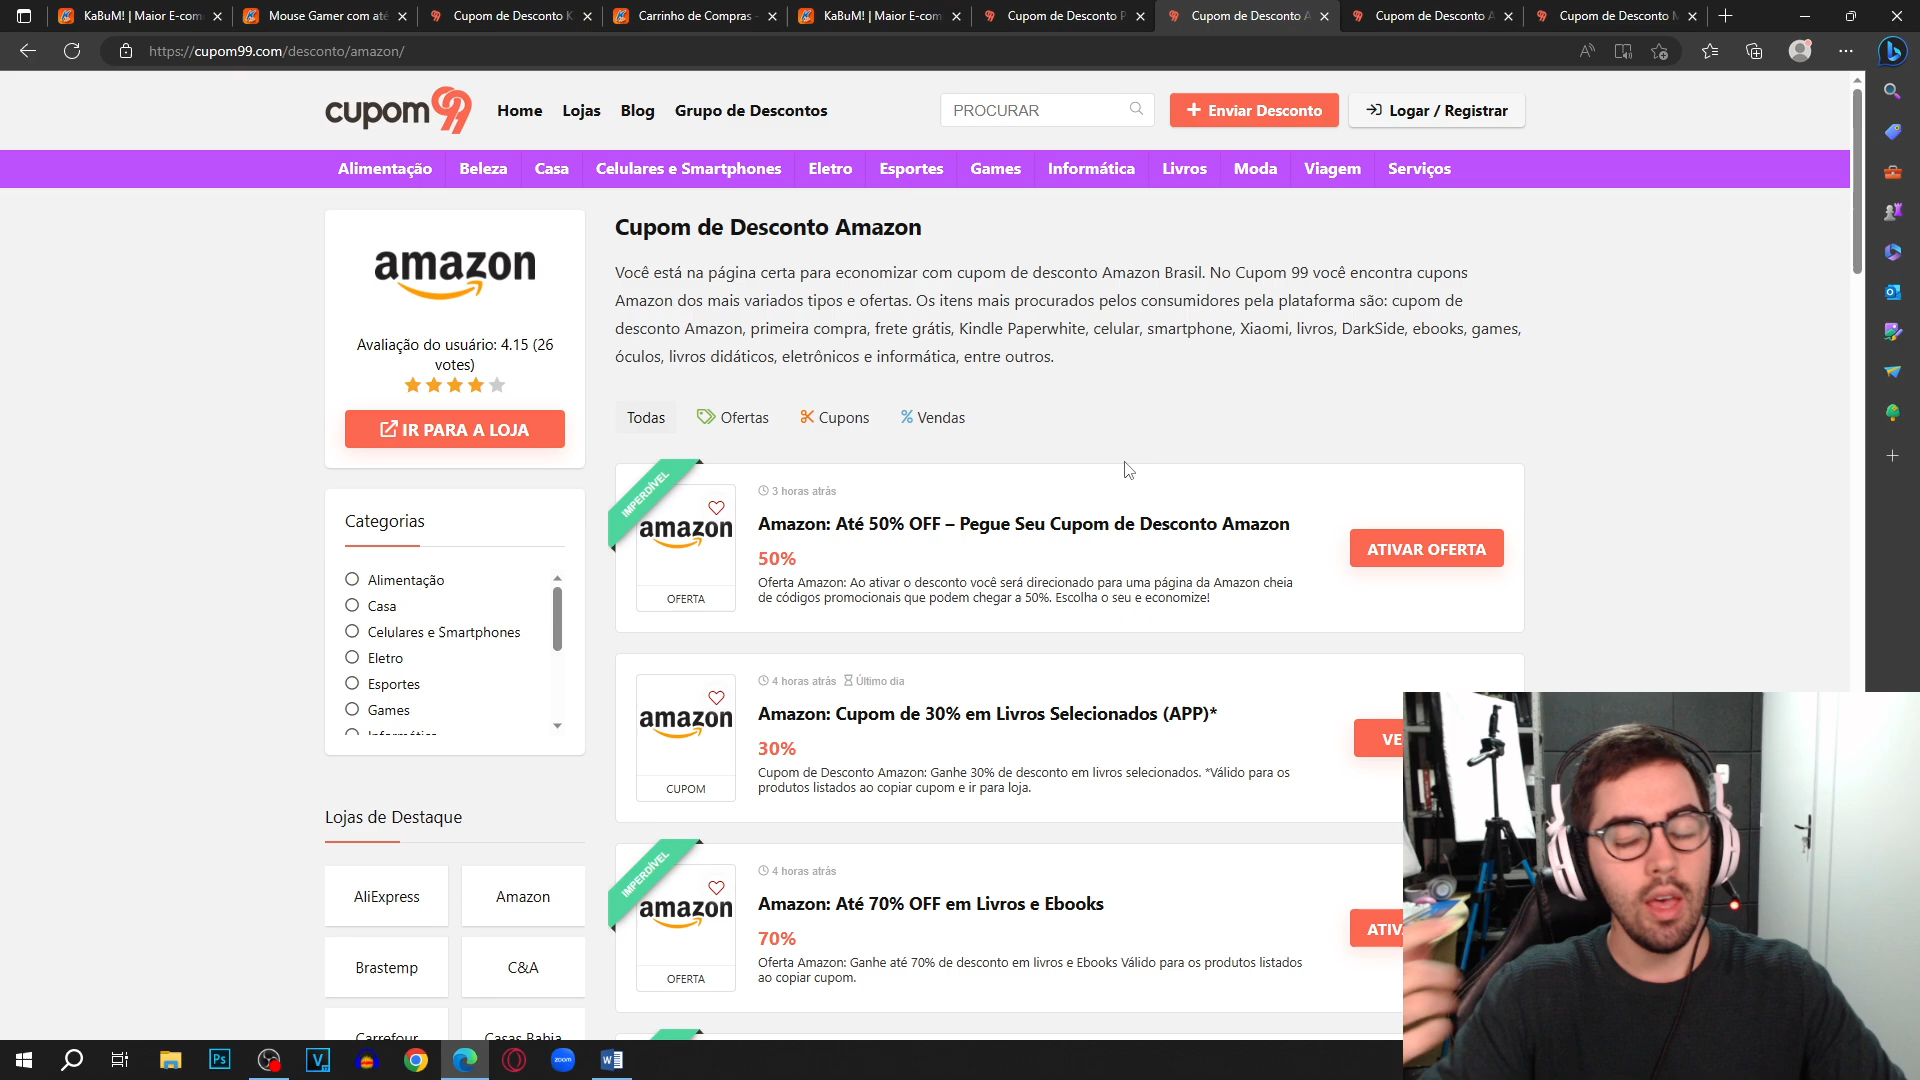 KaBuM! | Maior E-com
Mouse Gamer com até
Cupom de Desconto K
Carrinho de Compras -
KaBuM! | Maior E-com
Cupom de Desconto
Cupom de Desconto A
Cupom de Desconto A
Cupom de Desconto
https://cupom99.com/desconto/amazon/
cupom99
Home
Lojas
Blog
Grupo de Descontos
PROCURAR
Enviar Desconto
Logar / Registrar
Alimentação
Beleza
Casa
Celulares e Smartphones
Eletro
Esportes
Games
Informática
Livros
Moda
Viagem
Serviços
amazon
Avaliação do usuário: 4.15 (26
votes)
IR PARA A LOJA
Categorias
Alimentação
Casa
Celulares e Smartphones
Eletro
Esportes
Games
Informática
Lojas de Destaque
AliExpress
Amazon
Brastemp
C&A
Carrefour
Casas Bahia
Cupom de Desconto Amazon
Você está na página certa para economizar com cupom de desconto Amazon Brasil. No Cupom 99 você encontra cupons
Amazon dos mais variados tipos e ofertas. Os itens mais procurados pelos consumidores pela plataforma são: cupom de
desconto Amazon, primeira compra, frete grátis, Kindle Paperwhite, celular, smartphone, Xiaomi, livros, DarkSide, ebooks, games,
óculos, livros didáticos, eletrônicos e informática, entre outros.
Todas
Ofertas
Cupons
% Vendas
IMPERDÍVEL
amazon
OFERTA
3 horas atrás
Amazon: Até 50% OFF – Pegue Seu Cupom de Desconto Amazon
50%
Oferta Amazon: Ao ativar o desconto você será direcionado para uma página da Amazon cheia
de códigos promocionais que podem chegar a 50%. Escolha o seu e economize!
ATIVAR OFERTA
amazon
CUPOM
4 horas atrás Último dia
Amazon: Cupom de 30% em Livros Selecionados (APP)*
30%
Cupom de Desconto Amazon: Ganhe 30% de desconto em livros selecionados. *Válido para os
produtos listados ao copiar cupom e ir para loja.
VE
IMPERDÍVEL
amazon
OFERTA
4 horas atrás
Amazon: Até 70% OFF em Livros e Ebooks
70%
Oferta Amazon: Ganhe até 70% de desconto em livros e Ebooks Válido para os produtos listados
ao copiar cupom.
ATIV
Ps
V
zoom
W